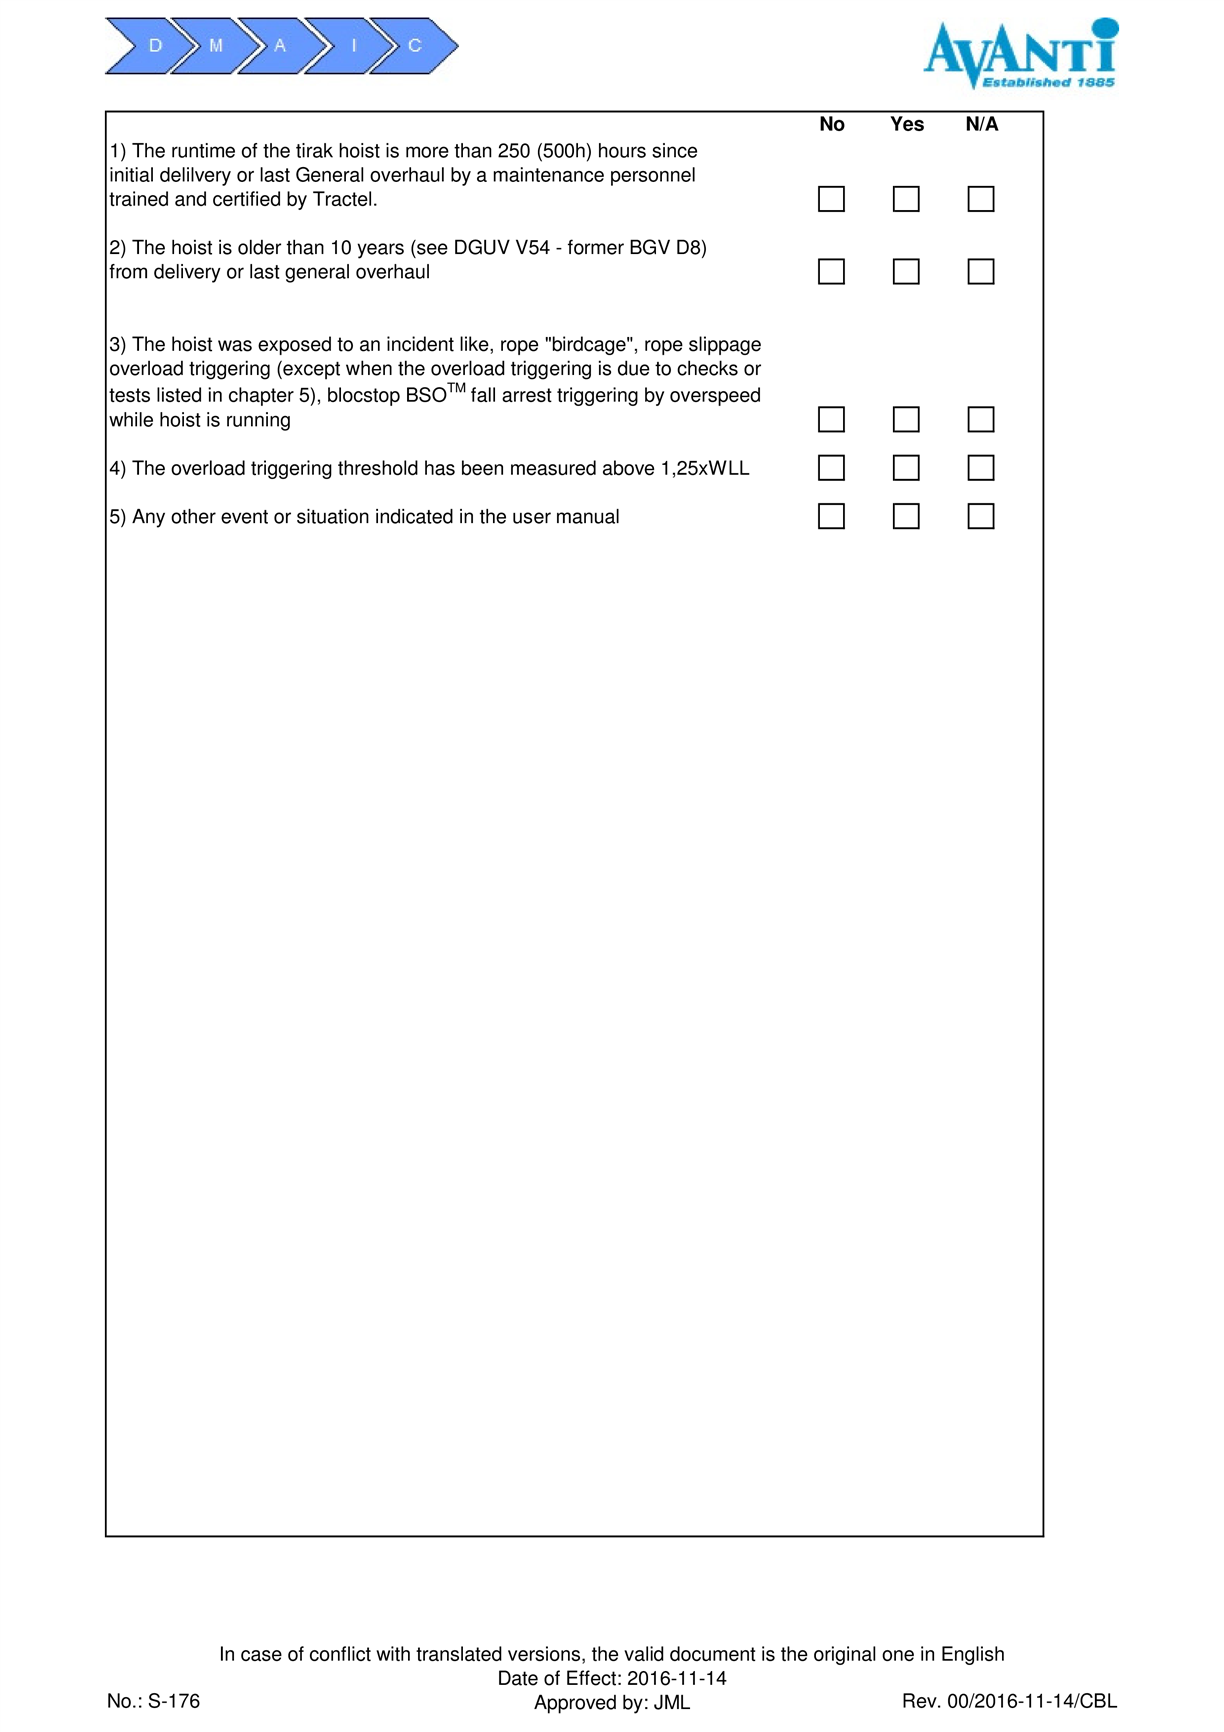 D M A I C
AVANTi
Established 1885
No Yes N/A
1) The runtime of the tirak hoist is more than 250 (500h) hours since
initial delilvery or last General overhaul by a maintenance personnel
trained and certified by Tractel.
2) The hoist is older than 10 years (see DGUV V54 - former BGV D8)
from delivery or last general overhaul
3) The hoist was exposed to an incident like, rope "birdcage", rope slippage
overload triggering (except when the overload triggering is due to checks or
tests listed in chapter 5), blocstop BSO™ fall arrest triggering by overspeed
while hoist is running
4) The overload triggering threshold has been measured above 1,25xWLL
5) Any other event or situation indicated in the user manual
In case of conflict with translated versions, the valid document is the original one in English
Date of Effect: 2016-11-14
No.: S-176 Approved by: JML Rev. 00/2016-11-14/CBL